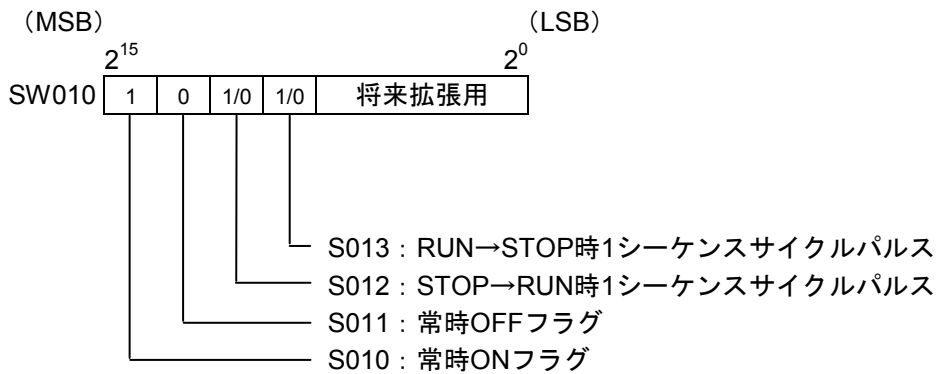 （MSB） （LSB）
2^15 2^0
SW010 1 0 1/0 1/0 将来拡張用
S013：RUN→STOP時1シーケンスサイクルパルス
S012：STOP→RUN時1シーケンスサイクルパルス
S011：常時OFFフラグ
S010：常時ONフラグ